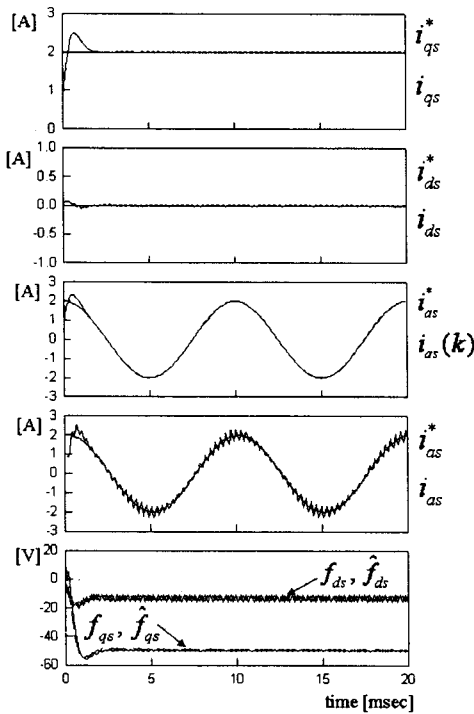 [A]
3
2
1
0
i*qs
iqs
[A]
1.0
0.5
0.0
-0.5
-1.0
i*ds
ids
[A]
3
2
1
0
-1
-2
-3
i*as
ias(k)
[A]
3
2
1
0
-1
-2
-3
i*as
ias
[V]
20
0
-20
-40
-60
fds, f̂ds
fqs, f̂qs
0 5 10 15 20
time [msec]